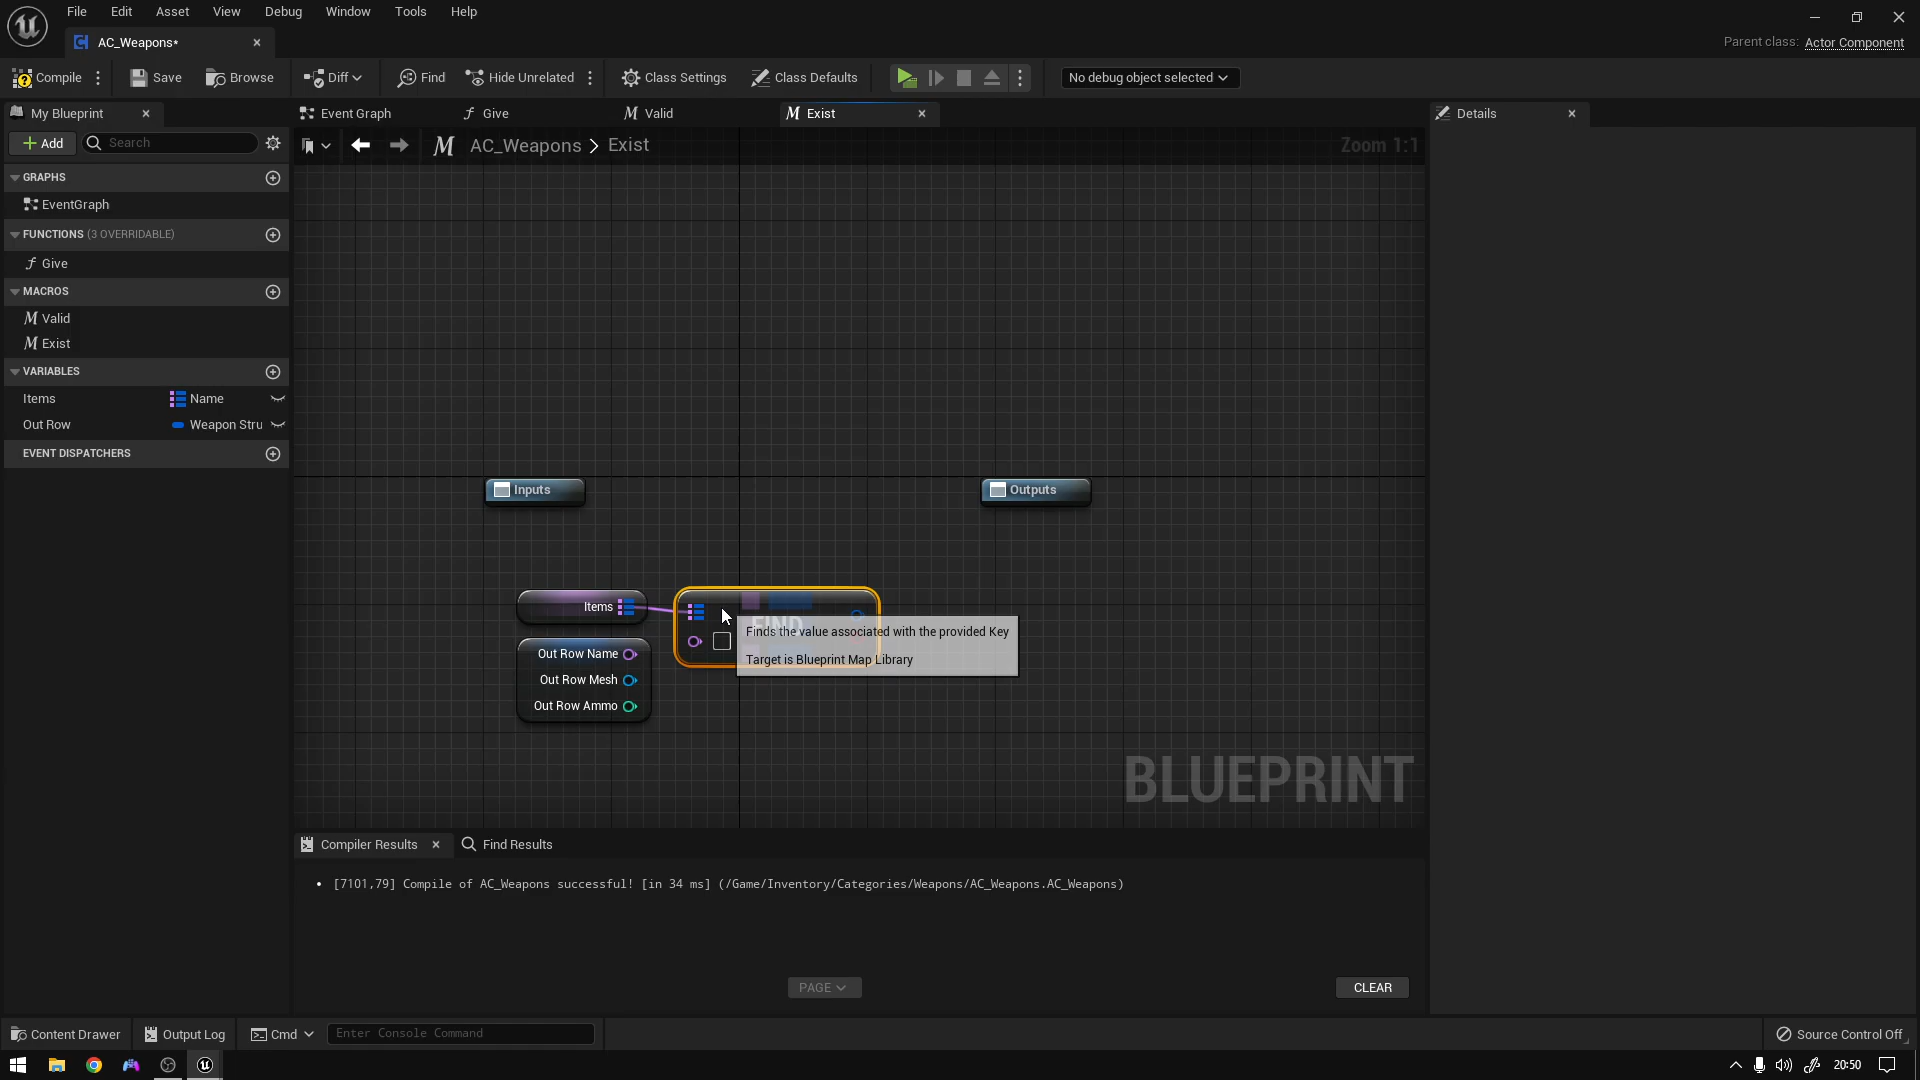 File Edit Asset View Debug Window Tools Help
AC_Weapons*
Parent class: Actor Component
Compile Save Browse Diff Find Hide Unrelated Class Settings Class Defaults No debug object selected
My Blueprint
Event Graph Give Valid Exist
Details
Add Search
AC_Weapons > Exist
Zoom 1:1
GRAPHS
EventGraph
FUNCTIONS (3 OVERRIDABLE)
Give
MACROS
Valid
Exist
VARIABLES
Items Name
Out Row Weapon Stru
EVENT DISPATCHERS
Inputs
Outputs
Items
FIND
Finds the value associated with the provided Key
Target is Blueprint Map Library
Out Row Name
Out Row Mesh
Out Row Ammo
BLUEPRINT
Compiler Results Find Results
[7101,79] Compile of AC_Weapons successful! [in 34 ms] (/Game/Inventory/Categories/Weapons/AC_Weapons.AC_Weapons)
PAGE
CLEAR
Content Drawer Output Log Cmd Enter Console Command
Source Control Off
20:50